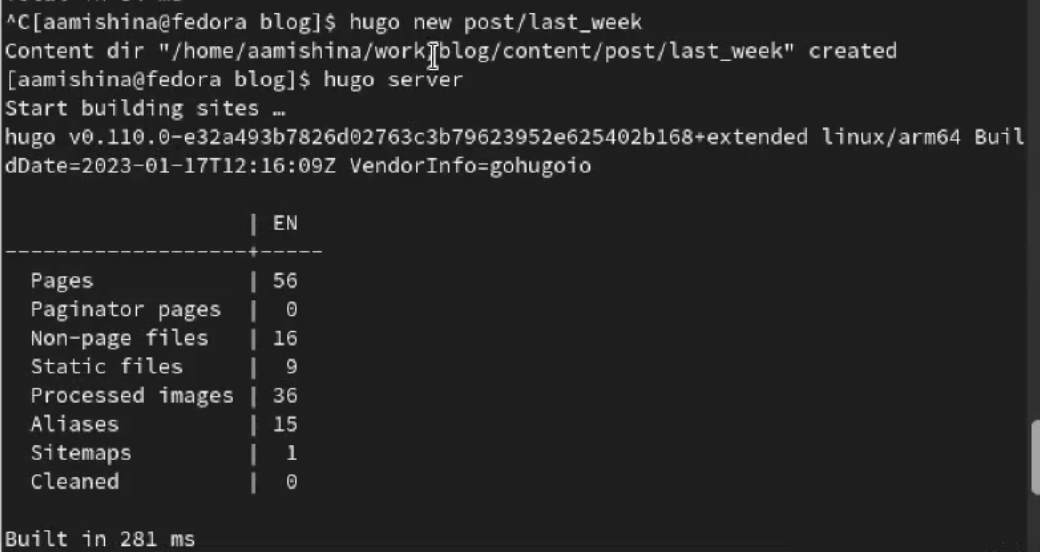 ^C[aamishina@fedora blog]$ hugo new post/last_week
Content dir "/home/aamishina/work/blog/content/post/last_week" created
[aamishina@fedora blog]$ hugo server
Start building sites …
hugo v0.110.0-e32a493b7826d02763c3b79623952e625402b168+extended linux/arm64 Buil
dDate=2023-01-17T12:16:09Z VendorInfo=gohugoio
| EN
-------------------+-----
Pages | 56
Paginator pages | 0
Non-page files | 16
Static files | 9
Processed images | 36
Aliases | 15
Sitemaps | 1
Cleaned | 0
Built in 281 ms